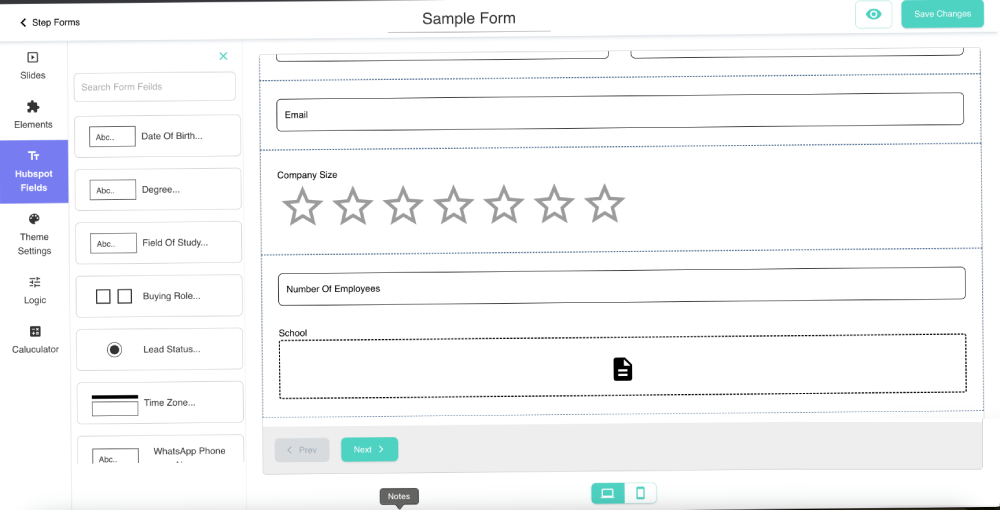 Step Forms
Sample Form
Save Changes
Slides
Elements
Hubspot
Fields
Theme
Settings
Logic
Caluculator
Search Form Feilds
Abc..
Date Of Birth...
Abc..
Degree...
Abc..
Field Of Study...
Buying Role...
Lead Status...
Time Zone...
Abc..
WhatsApp Phone
Email
Company Size
Number Of Employees
School
Prev
Next
Notes